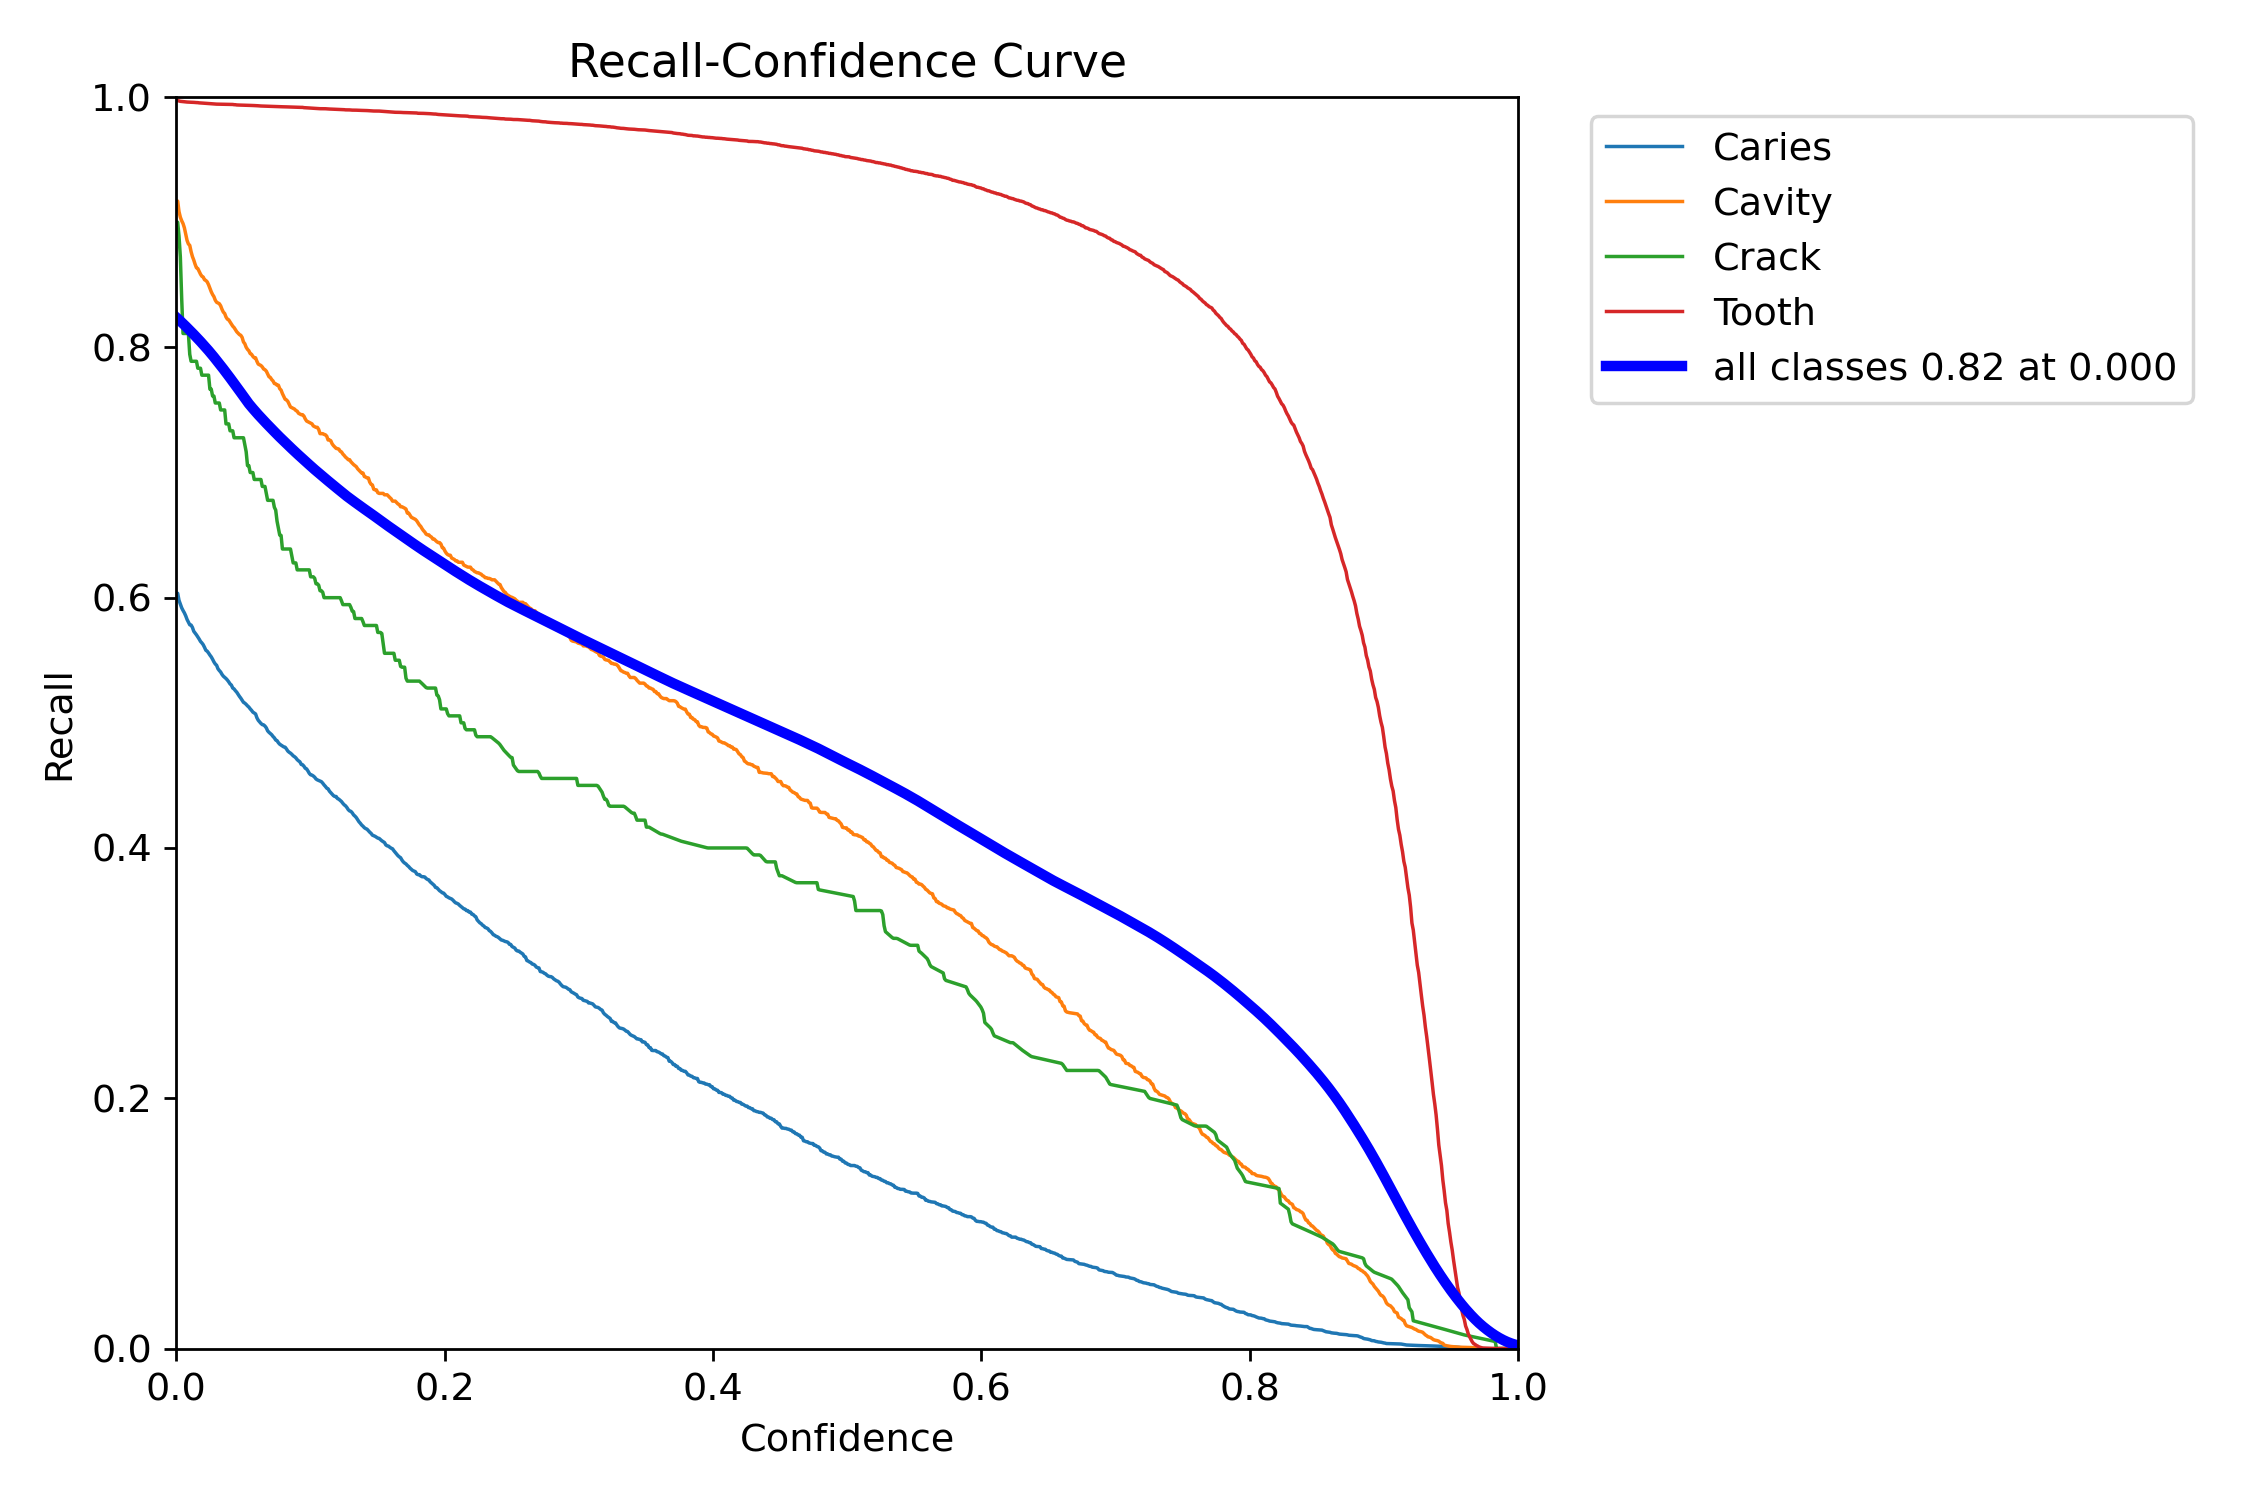 Recall-Confidence Curve
1.0
0.8
0.6
0.4
0.2
0.0
Recall
0.0 0.2 0.4 0.6 0.8 1.0
Confidence
Caries
Cavity
Crack
Tooth
all classes 0.82 at 0.000